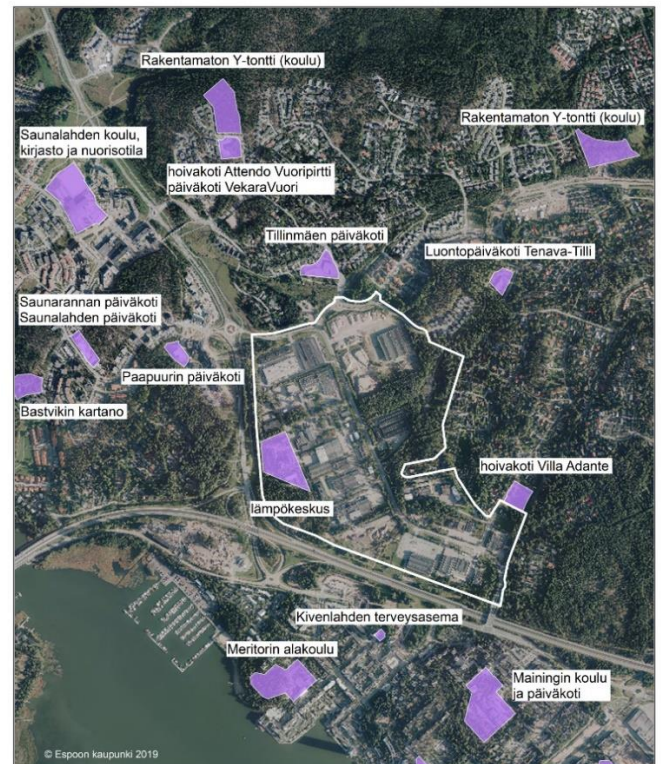 Rakentamaton Y-tontti (koulu)
Rakentamaton Y-tontti (koulu)
Saunalahden koulu,
kirjasto ja nuorisotila
hoivakoti Attendo Vuoripirtti
päiväkoti VekaraVuori
Tillinmäen päiväkoti
Luontopäiväkoti Tenava-Tilli
Saunarannan päiväkoti
Saunalahden päiväkoti
Paapuurin päiväkoti
Bastvikin kartano
hoivakoti Villa Adante
lämpökeskus
Kivenlahden terveysasema
Meritorin alakoulu
Mainingin koulu
ja päiväkoti
© Espoon kaupunki 2019